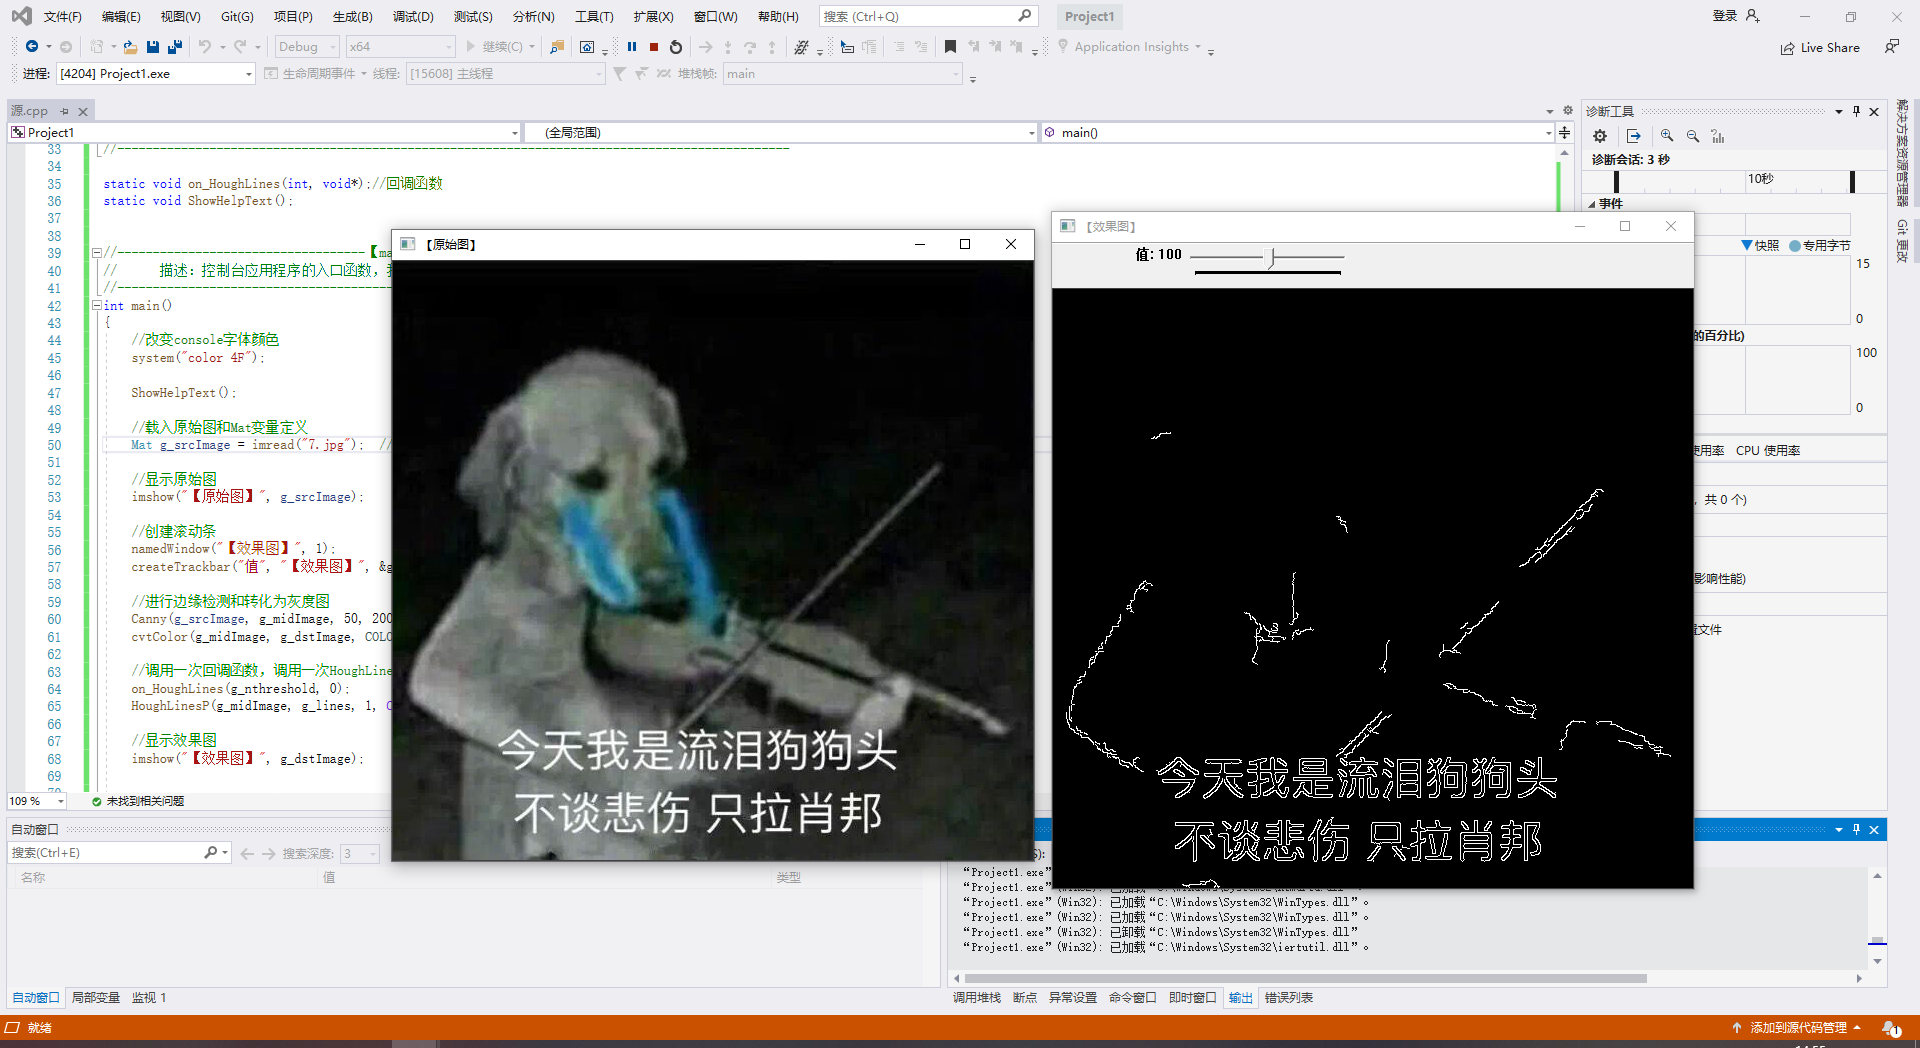 文件(F) 编辑(E) 视图(V) Git(G) 项目(P) 生成(B) 调试(D) 测试(S) 分析(N) 工具(T) 扩展(X) 窗口(W) 帮助(H) 搜索 (Ctrl+Q) Project1 登录
Debug x64 继续(C) Application Insights Live Share
进程: [4204] Project1.exe 生命周期事件 线程: [15608] 主线程 堆栈帧: main
源.cpp
Project1 (全局范围) main()
33 //-----------------------------------------------------------------------------------------------
34
35 static void on_HoughLines(int, void*);//回调函数
36 static void ShowHelpText();
37
38
39 //-----------------------------------【ma
40 // 描述：控制台应用程序的入口函数，
41 //-----------------------------------------------
42 int main()
43 {
44 //改变console字体颜色
45 system("color 4F");
46
47 ShowHelpText();
48
49 //载入原始图和Mat变量定义
50 Mat g_srcImage = imread("7.jpg"); //
51
52 //显示原始图
53 imshow("【原始图】", g_srcImage);
54
55 //创建滚动条
56 namedWindow("【效果图】", 1);
57 createTrackbar("值", "【效果图】", &g
58
59 //进行边缘检测和转化为灰度图
60 Canny(g_srcImage, g_midImage, 50, 200
61 cvtColor(g_midImage, g_dstImage, COLO
62
63 //调用一次回调函数，调用一次HoughLine
64 on_HoughLines(g_nthreshold, 0);
65 HoughLinesP(g_midImage, g_lines, 1, C
66
67 //显示效果图
68 imshow("【效果图】", g_dstImage);
69
109 % 未找到相关问题
【原始图】
今天我是流泪狗狗头
不谈悲伤 只拉肖邦
【效果图】
值: 100
今天我是流泪狗狗头
不谈悲伤 只拉肖邦
诊断工具
诊断会话: 3 秒
10秒
事件
快照 专用字节
15
0
的百分比)
100
0
使用率 CPU 使用率
，共 0 个)
影响性能)
置文件
解决方案资源管理器
Git 更改
自动窗口
搜索(Ctrl+E) 搜索深度: 3
名称 值 类型
自动窗口 局部变量 监视 1
S):
“Project1.exe”
“Project1.exe”
“Project1.exe”(Win32): 已加载“C:\Windows\System32\WinTypes.dll”。
“Project1.exe”(Win32): 已加载“C:\Windows\System32\WinTypes.dll”。
“Project1.exe”(Win32): 已卸载“C:\Windows\System32\WinTypes.dll”
“Project1.exe”(Win32): 已加载“C:\Windows\System32\iertutil.dll”。
调用堆栈 断点 异常设置 命令窗口 即时窗口 输出 错误列表
就绪 添加到源代码管理 1